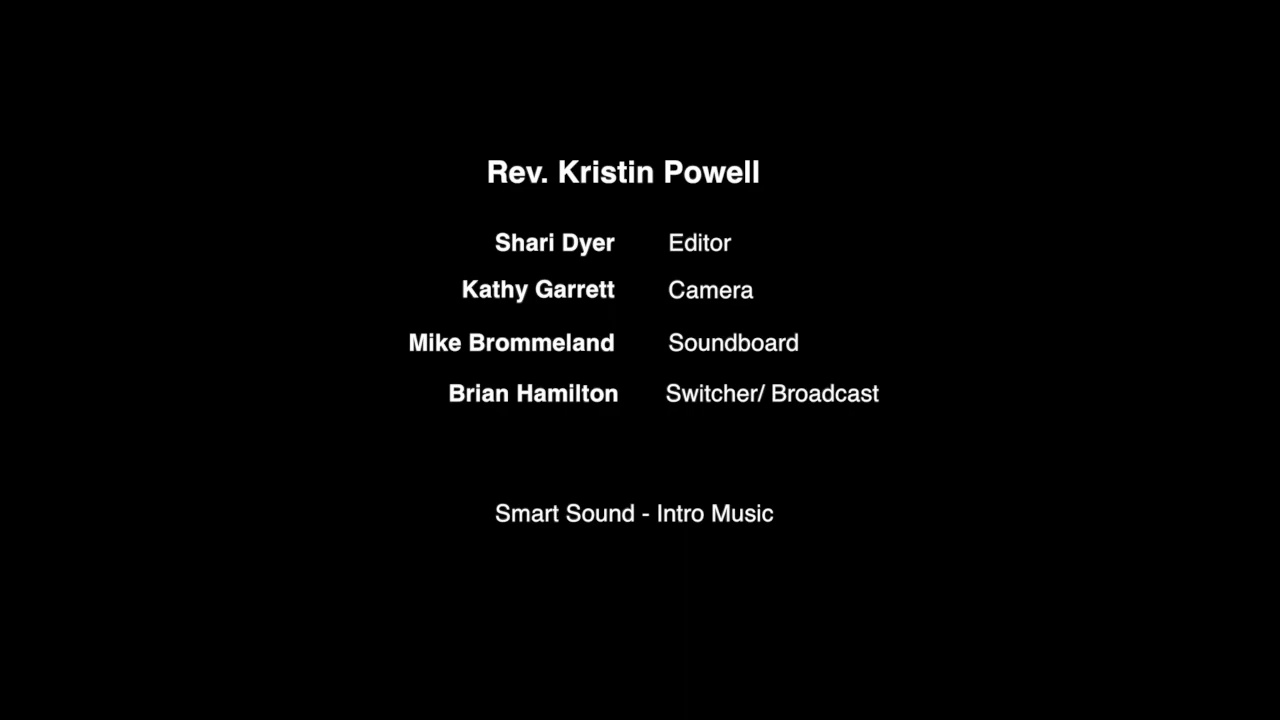 Rev. Kristin Powell
Shari Dyer Editor
Kathy Garrett Camera
Mike Brommeland Soundboard
Brian Hamilton Switcher/ Broadcast
Smart Sound - Intro Music